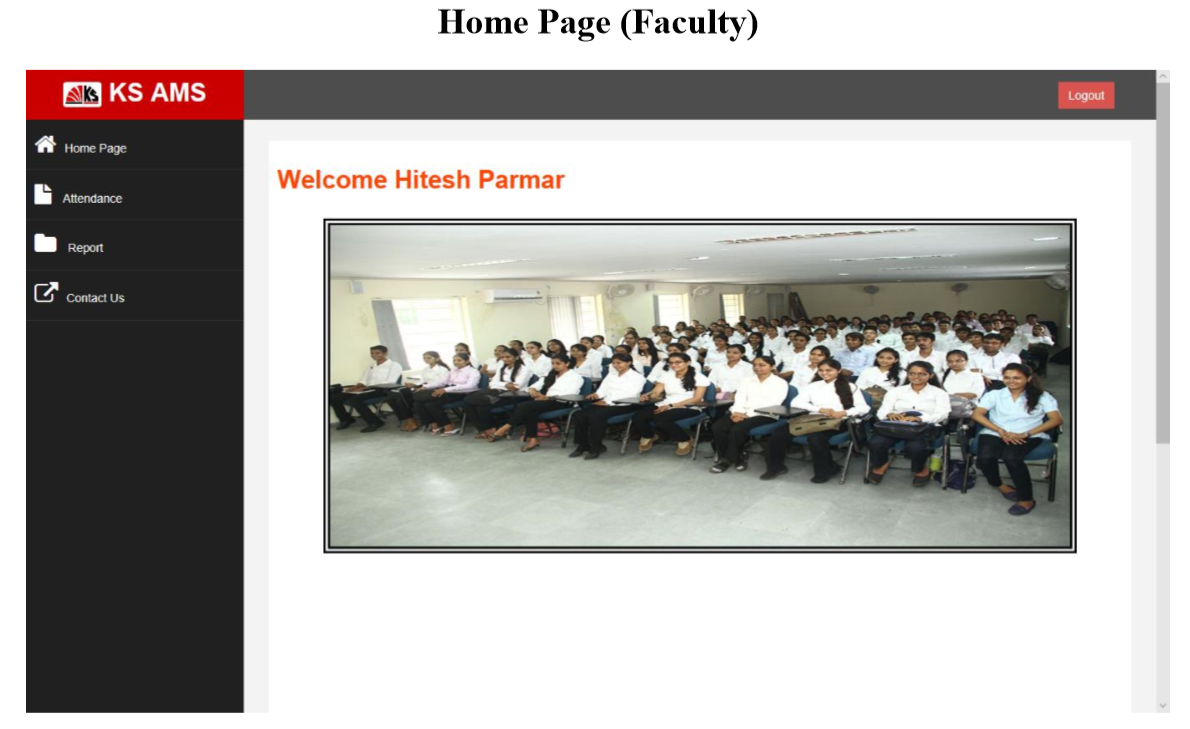 Home Page (Faculty)
KS KS AMS
Logout
Home Page
Attendance
Report
Contact Us
Welcome Hitesh Parmar